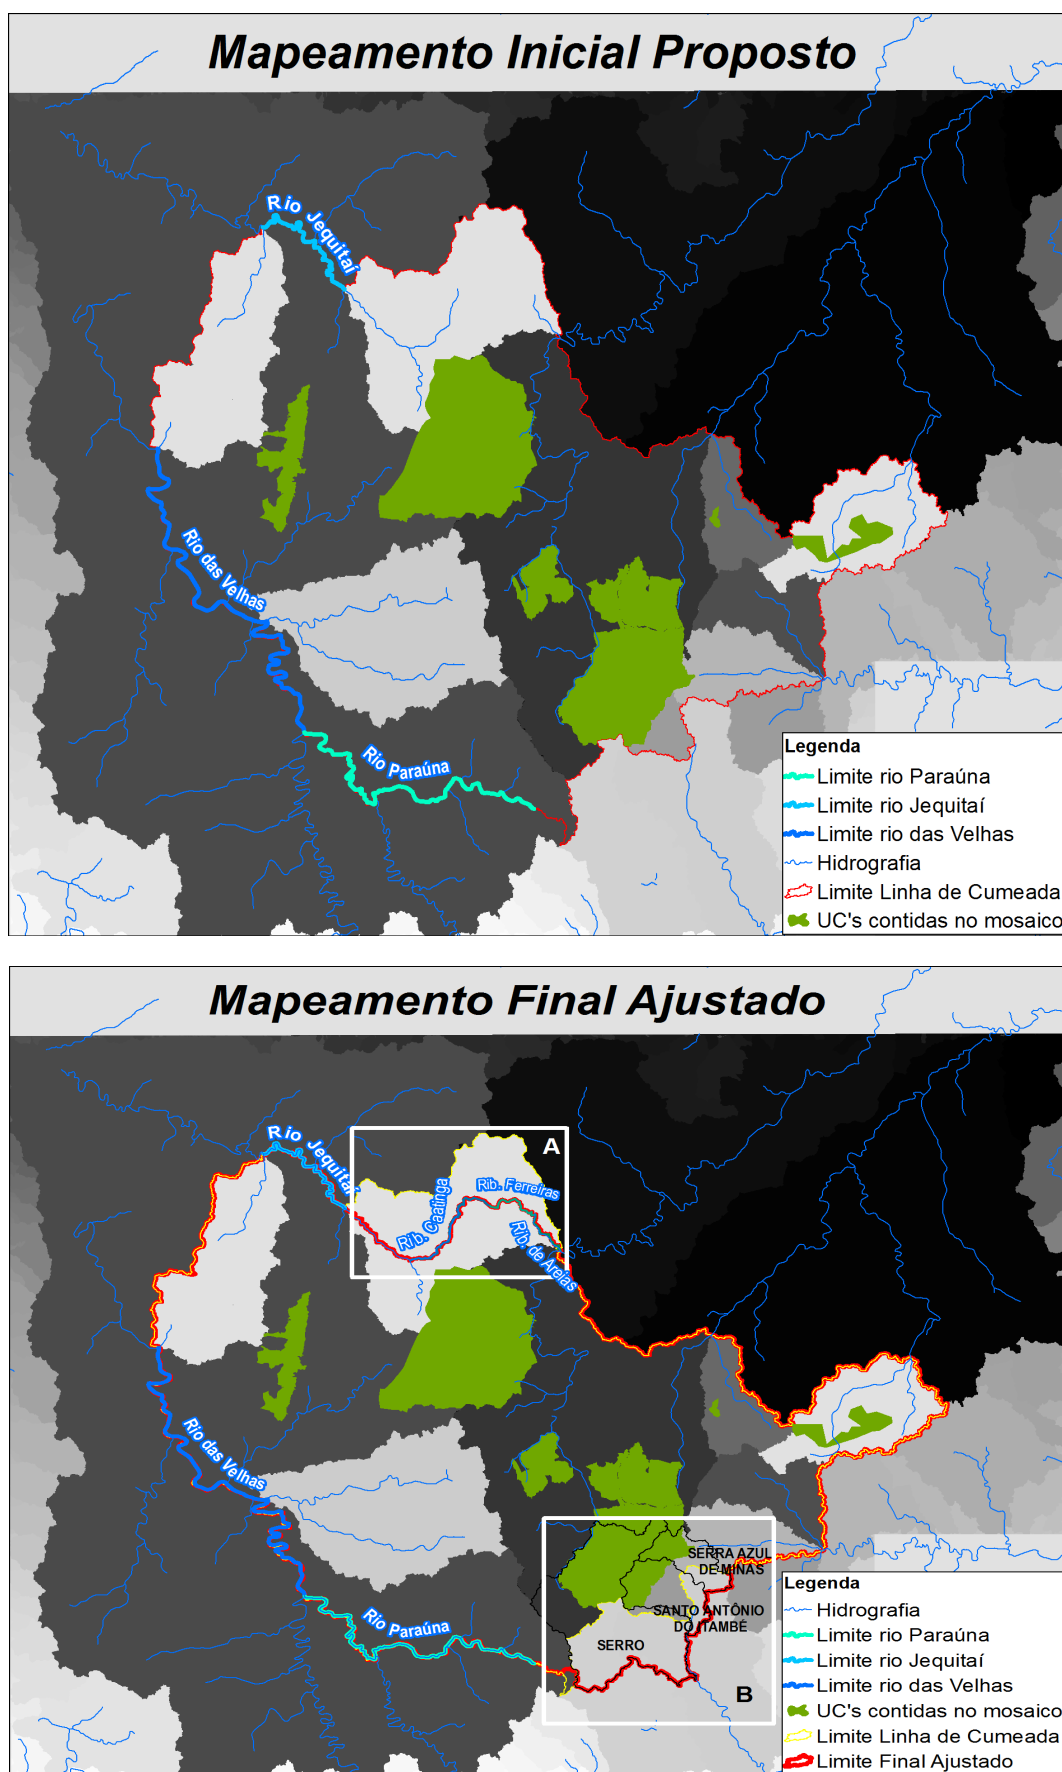 Mapeamento Inicial Proposto
Rio Jequitaí
Rio das Velhas
Rio Paraúna
Legenda
Limite rio Paraúna
Limite rio Jequitaí
Limite rio das Velhas
Hidrografia
Limite Linha de Cumeada
UC's contidas no mosaico
Mapeamento Final Ajustado
Rio Jequitaí
A
Rib. Caatinga
Rib. Ferreiras
Rib. de Areias
Rio das Velhas
Rio Paraúna
SERRA AZUL
DE MINAS
SANTO ANTÔNIO
DO ITAMBÉ
SERRO
B
Legenda
Hidrografia
Limite rio Paraúna
Limite rio Jequitaí
Limite rio das Velhas
UC's contidas no mosaico
Limite Linha de Cumeada
Limite Final Ajustado